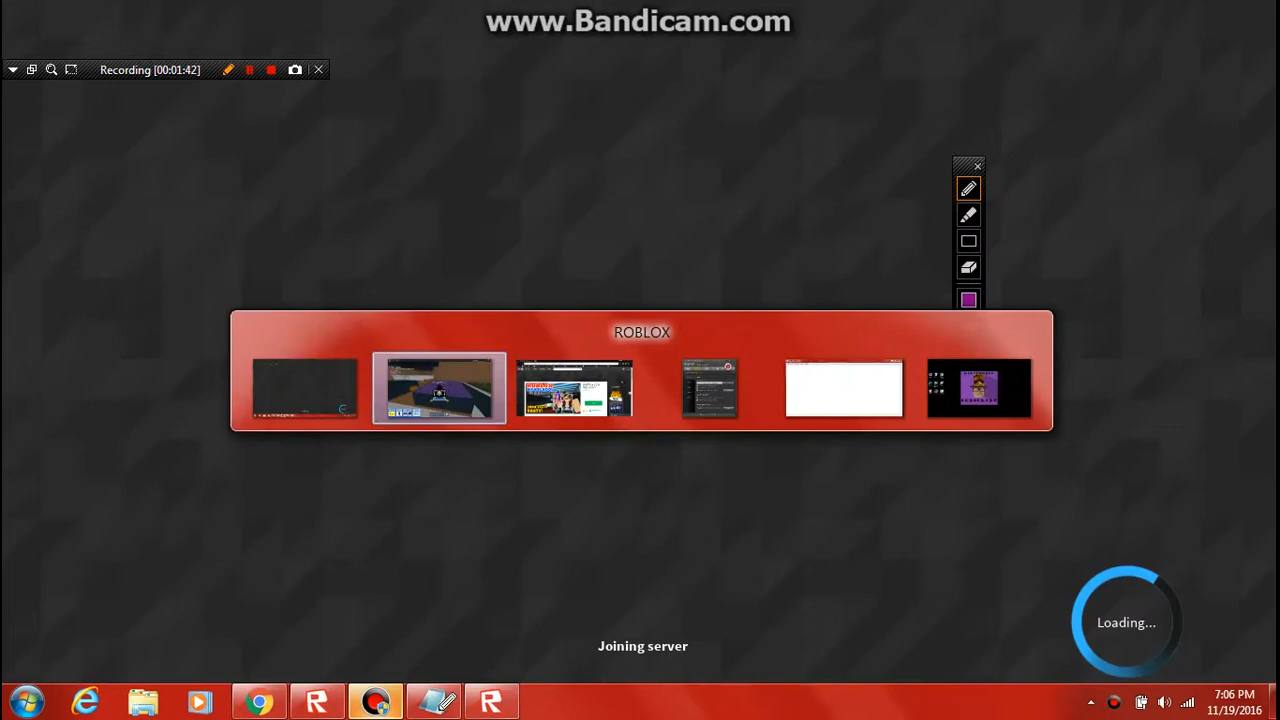 www.Bandicam.com
Recording [00:01:42]
ROBLOX
Loading...
Joining server
7:06 PM
11/19/2016